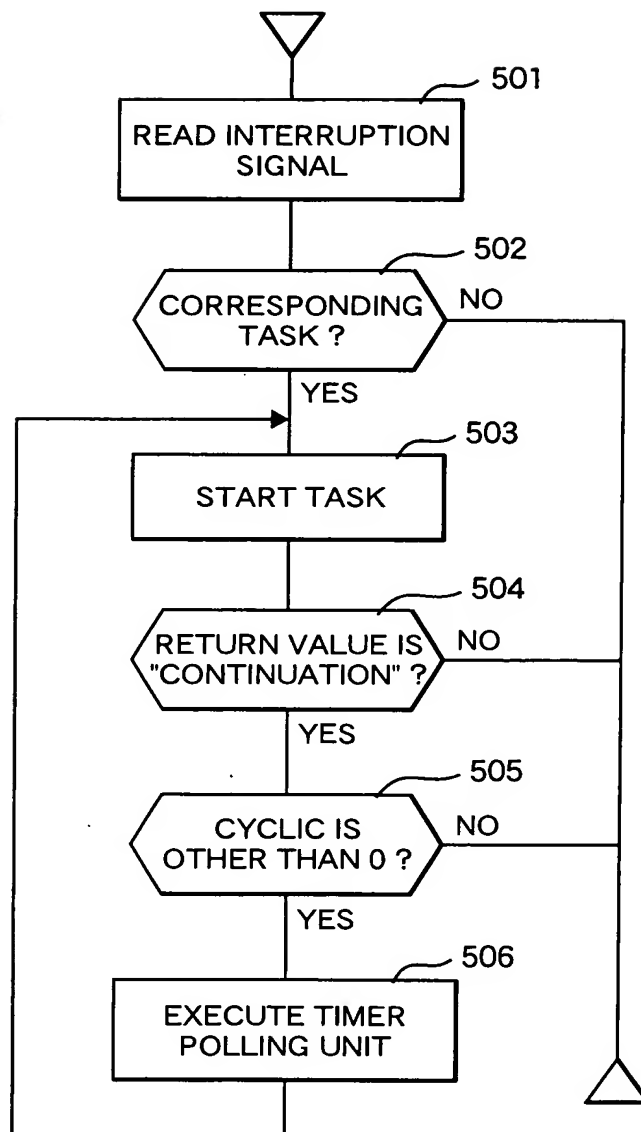 501
READ INTERRUPTION
SIGNAL
502
CORRESPONDING
TASK ?
NO
YES
503
START TASK
504
RETURN VALUE IS
"CONTINUATION" ?
NO
YES
505
CYCLIC IS
OTHER THAN 0 ?
NO
YES
506
EXECUTE TIMER
POLLING UNIT